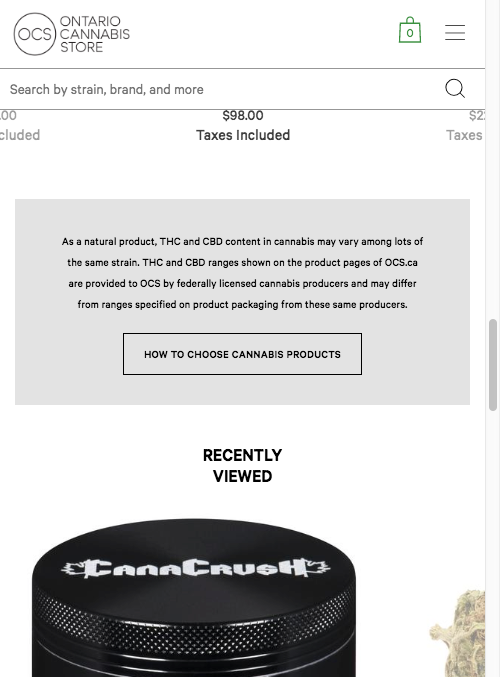 OCS ONTARIO
CANNABIS
STORE
0
Search by strain, brand, and more
.00
$98.00
$2
cluded
Taxes Included
Taxes
As a natural product, THC and CBD content in cannabis may vary among lots of
the same strain. THC and CBD ranges shown on the product pages of OCS.ca
are provided to OCS by federally licensed cannabis producers and may differ
from ranges specified on product packaging from these same producers.
HOW TO CHOOSE CANNABIS PRODUCTS
RECENTLY
VIEWED
CANACRUSH